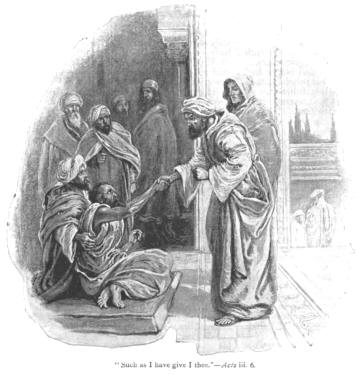 "Such as I have give I thee."—Acts iii. 6.